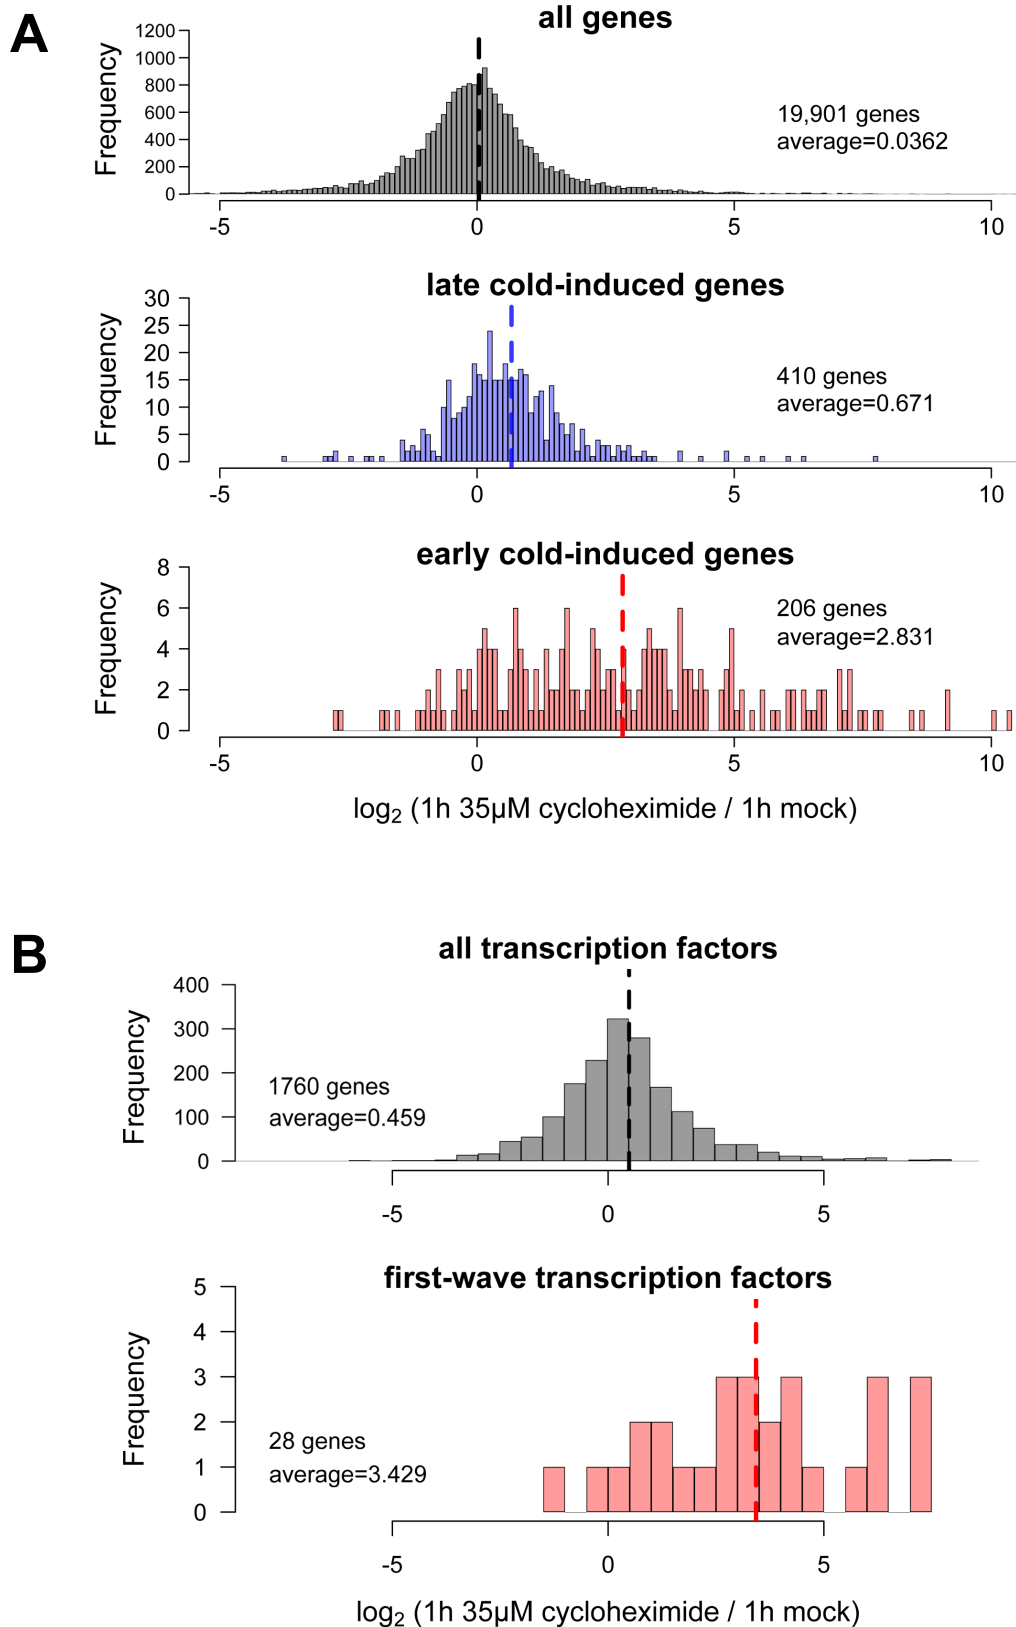 A
all genes
Frequency
1200
1000
800
600
400
200
0
19,901 genes
average=0.0362
-5 0 5 10
late cold-induced genes
Frequency
30
25
20
15
10
5
0
410 genes
average=0.671
-5 0 5 10
early cold-induced genes
Frequency
8
6
4
2
0
206 genes
average=2.831
-5 0 5 10
log₂ (1h 35µM cycloheximide / 1h mock)
B
all transcription factors
Frequency
400
300
200
100
0
1760 genes
average=0.459
-5 0 5
first-wave transcription factors
Frequency
5
4
3
2
1
0
28 genes
average=3.429
-5 0 5
log₂ (1h 35µM cycloheximide / 1h mock)